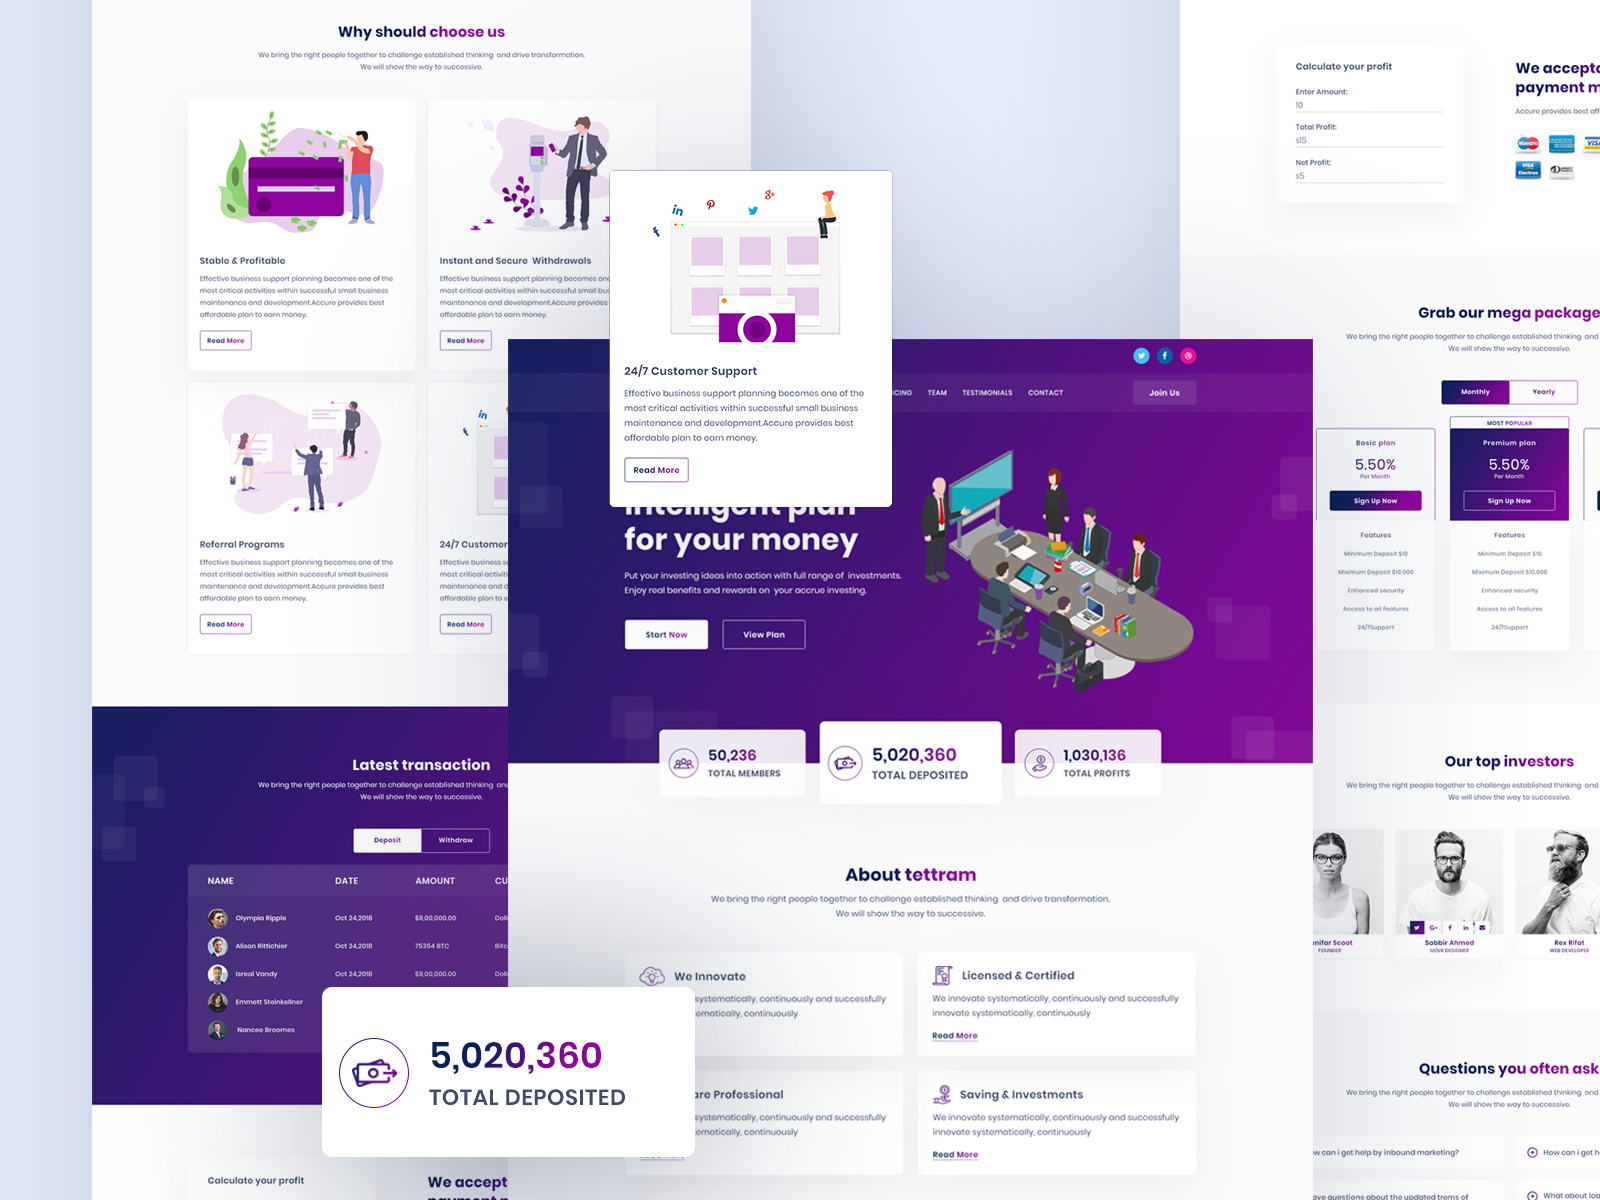 Why should choose us
We bring the right people together to challenge established thinking and drive transformation.
We will show the way to successive.
Stable & Profitable
Effective business support planning becomes one of the
most critical activities within successful small business
maintenance and development.Accure provides best
affordable plan to earn money.
Read More
Instant and Secure Withdrawals
Effective business support planning becomes one
most critical activities within successful small bus
maintenance and development.Accure provides
affordable plan to earn money.
Read More
Referral Programs
Effective business support planning becomes one of the
most critical activities within successful small business
maintenance and development.Accure provides best
affordable plan to earn money.
Read More
24/7 Customer
Effective business
most critical activiti
maintenance and
affordable plan to
Read More
in
in
g+
24/7 Customer Support
Effective business support planning becomes one of the
most critical activities within successful small business
maintenance and development.Accure provides best
affordable plan to earn money.
Read More
Latest transaction
We bring the right people together to challenge established thinking and
We will show the way to successive.
Deposit
Withdraw
NAME DATE AMOUNT CU
Olympia Ripple Oct 24,2018 $9,00,000.00 Doll
Alison Rittichier Oct 24,2018 75354 BTC Bitc
Isreal Vandy Oct 24,2018 $9,00,000.00 Doll
Emmett Steinkellner
Nancee Broomes
5,020,360
TOTAL DEPOSITED
Calculate your profit
We accept
payment m
ICING TEAM TESTIMONIALS CONTACT
Join Us
Intelligent plan
for your money
Put your investing ideas into action with full range of investments.
Enjoy real benefits and rewards on your accrue investing.
Start Now
View Plan
50,236
TOTAL MEMBERS
5,020,360
TOTAL DEPOSITED
1,030,136
TOTAL PROFITS
About tettram
We bring the right people together to challenge established thinking and drive transformation.
We will show the way to successive.
We Innovate
systematically, continuously and successfully
ematically, continuously
Licensed & Certified
We innovate systematically, continuously and successfully
innovate systematically, continuously
Read More
are Professional
systematically, continuously and successfully
ematically, continuously
Read More
Saving & Investments
We innovate systematically, continuously and successfully
innovate systematically, continuously
Read More
Calculate your profit
Enter Amount:
10
Total Profit:
$15
Net Profit:
$5
We accepta
payment m
Accure provides best aff
Maestro
AMERICAN EXPRESS
VISA
VISA Electron
Grab our mega package
We bring the right people together to challenge established thinking and
We will show the way to successive.
Monthly
Yearly
Basic plan
5.50%
Per Month
Sign Up Now
Features
Minimum Deposit $10
Miximum Deposit $10,000
Enhanced security
Access to all features
24/7Support
MOST POPULAR
Premium plan
5.50%
Per Month
Sign Up Now
Features
Minimum Deposit $10
Miximum Deposit $10,000
Enhanced security
Access to all features
24/7Support
Our top investors
We bring the right people together to challenge established thinking and
We will show the way to successive.
nnifar Scoot
FOUNDER
G+
in
Sabbir Ahmed
UI/UX DESIGNER
Rex Rifat
WEB DEVELOPER
Questions you often ask
We bring the right people together to challenge established thinking and
We will show the way to successive.
w can i get help by inbound marketing?
How can i get h
ave questions about the updated trems of
What about loa